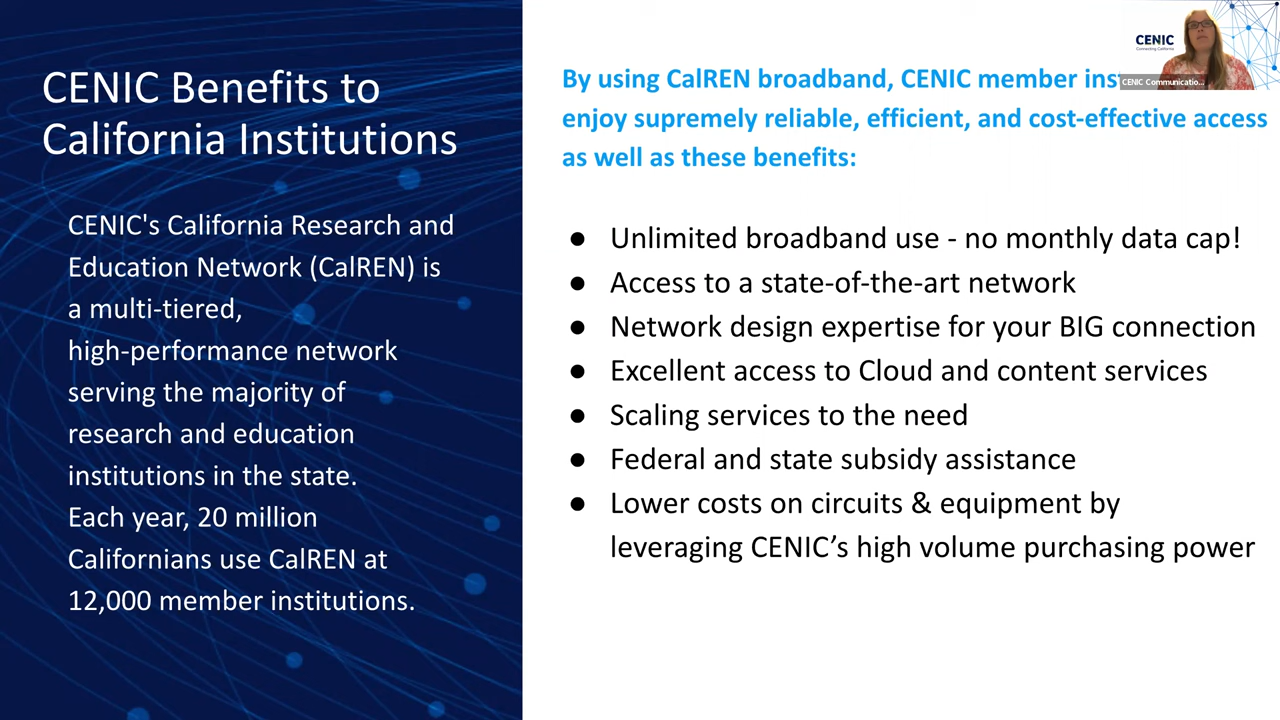 CENIC Benefits to
California Institutions
CENIC's California Research and
Education Network (CalREN) is
a multi-tiered,
high-performance network
serving the majority of
research and education
institutions in the state.
Each year, 20 million
Californians use CalREN at
12,000 member institutions.
By using CalREN broadband, CENIC member
enjoy supremely reliable, efficient, and cost-effective access
as well as these benefits:
● Unlimited broadband use - no monthly data cap!
● Access to a state-of-the-art network
● Network design expertise for your BIG connection
● Excellent access to Cloud and content services
● Scaling services to the need
● Federal and state subsidy assistance
● Lower costs on circuits & equipment by
leveraging CENIC’s high volume purchasing power
CENIC
Connecting California
CENIC Communicatio...